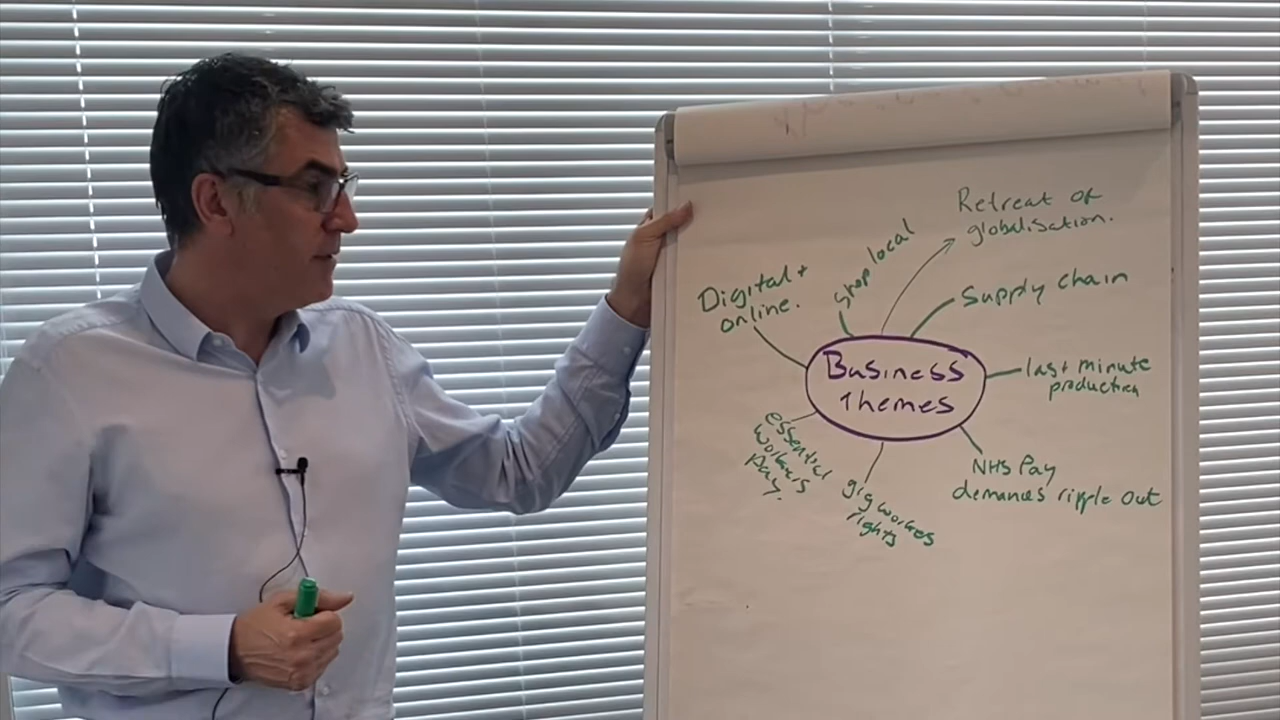 Retreat of
globalisation.
shop local
Digital +
online.
Supply chain
Business
Themes
last minute
production
essential
workers
pay.
NHS Pay
demands ripple out
gig workers
rights